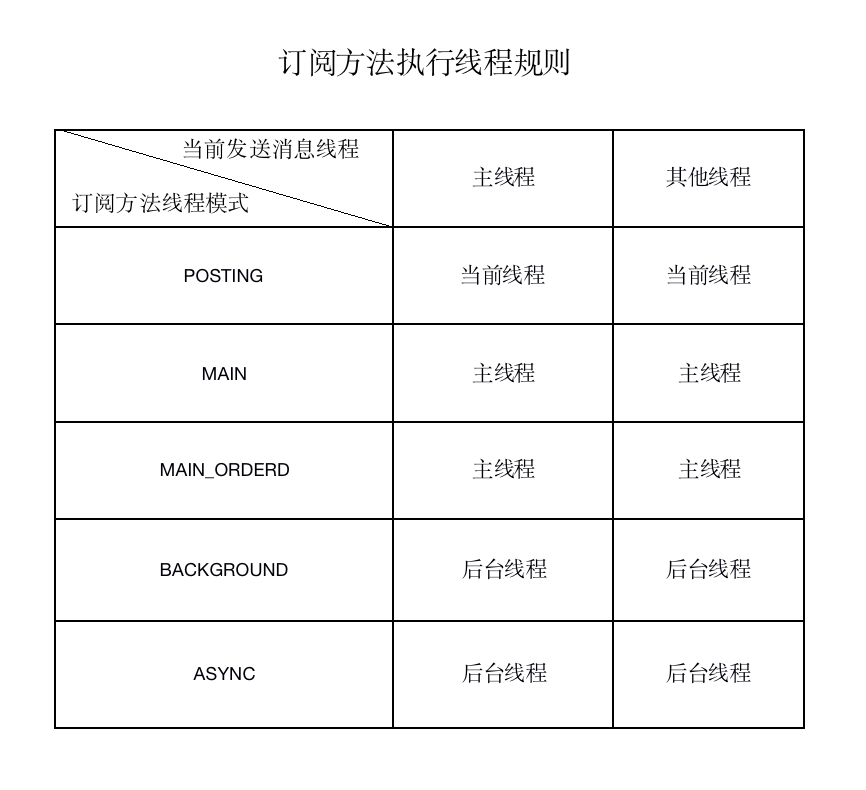 订阅方法执行线程规则
当前发送消息线程
订阅方法线程模式
主线程
其他线程
POSTING
当前线程
当前线程
MAIN
主线程
主线程
MAIN_ORDERD
主线程
主线程
BACKGROUND
后台线程
后台线程
ASYNC
后台线程
后台线程